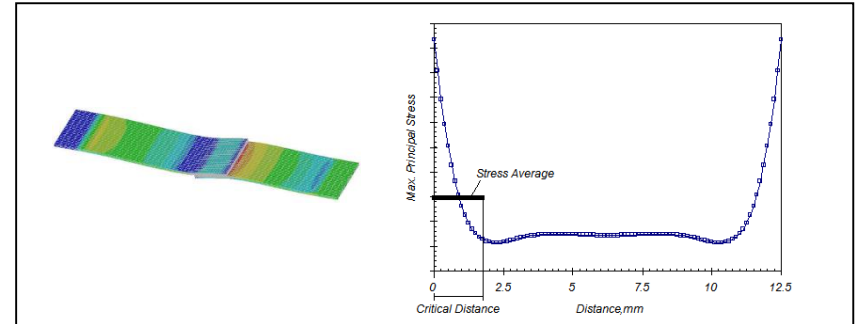 Max. Principal Stress
Stress Average
0 2.5 5 7.5 10 12.5
Critical Distance Distance,mm